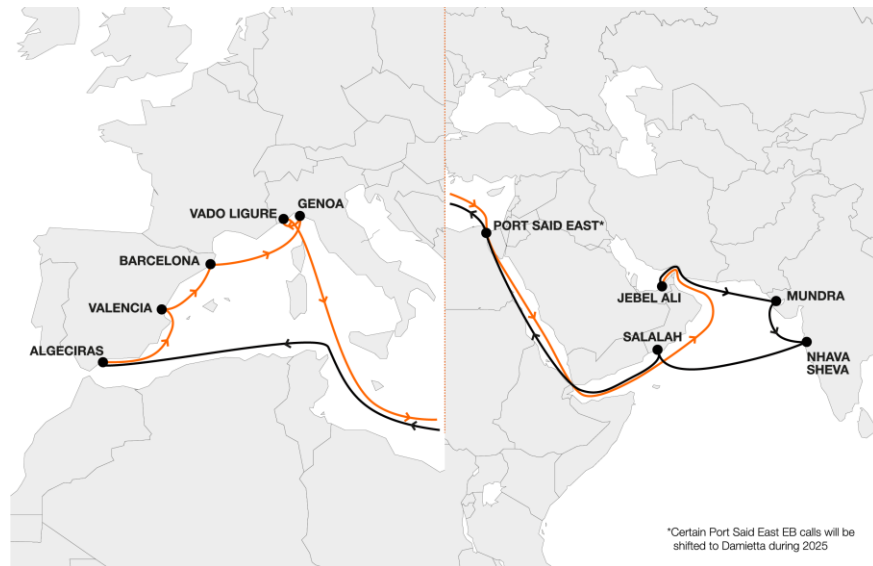 GENOA
VADO LIGURE
BARCELONA
VALENCIA
ALGECIRAS
PORT SAID EAST*
JEBEL ALI
MUNDRA
SALALAH
NHAVA
SHEVA
*Certain Port Said East EB calls will be
shifted to Damietta during 2025